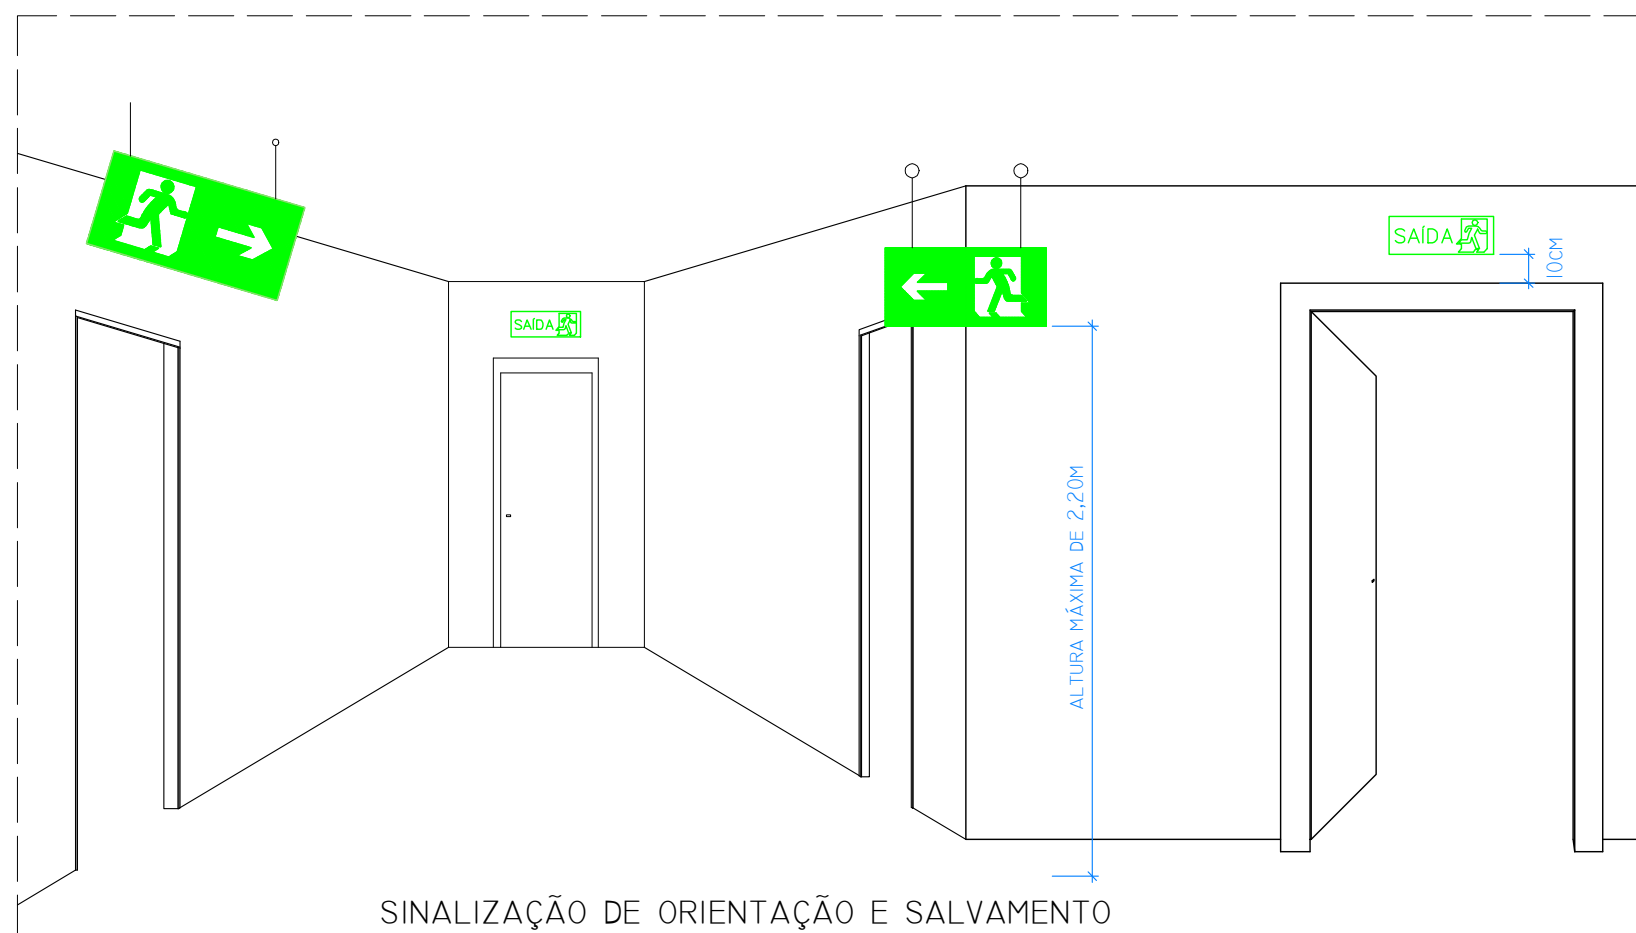 SAÍDA
10CM
SAÍDA
ALTURA MÁXIMA DE 2,20M
SINALIZAÇÃO DE ORIENTAÇÃO E SALVAMENTO